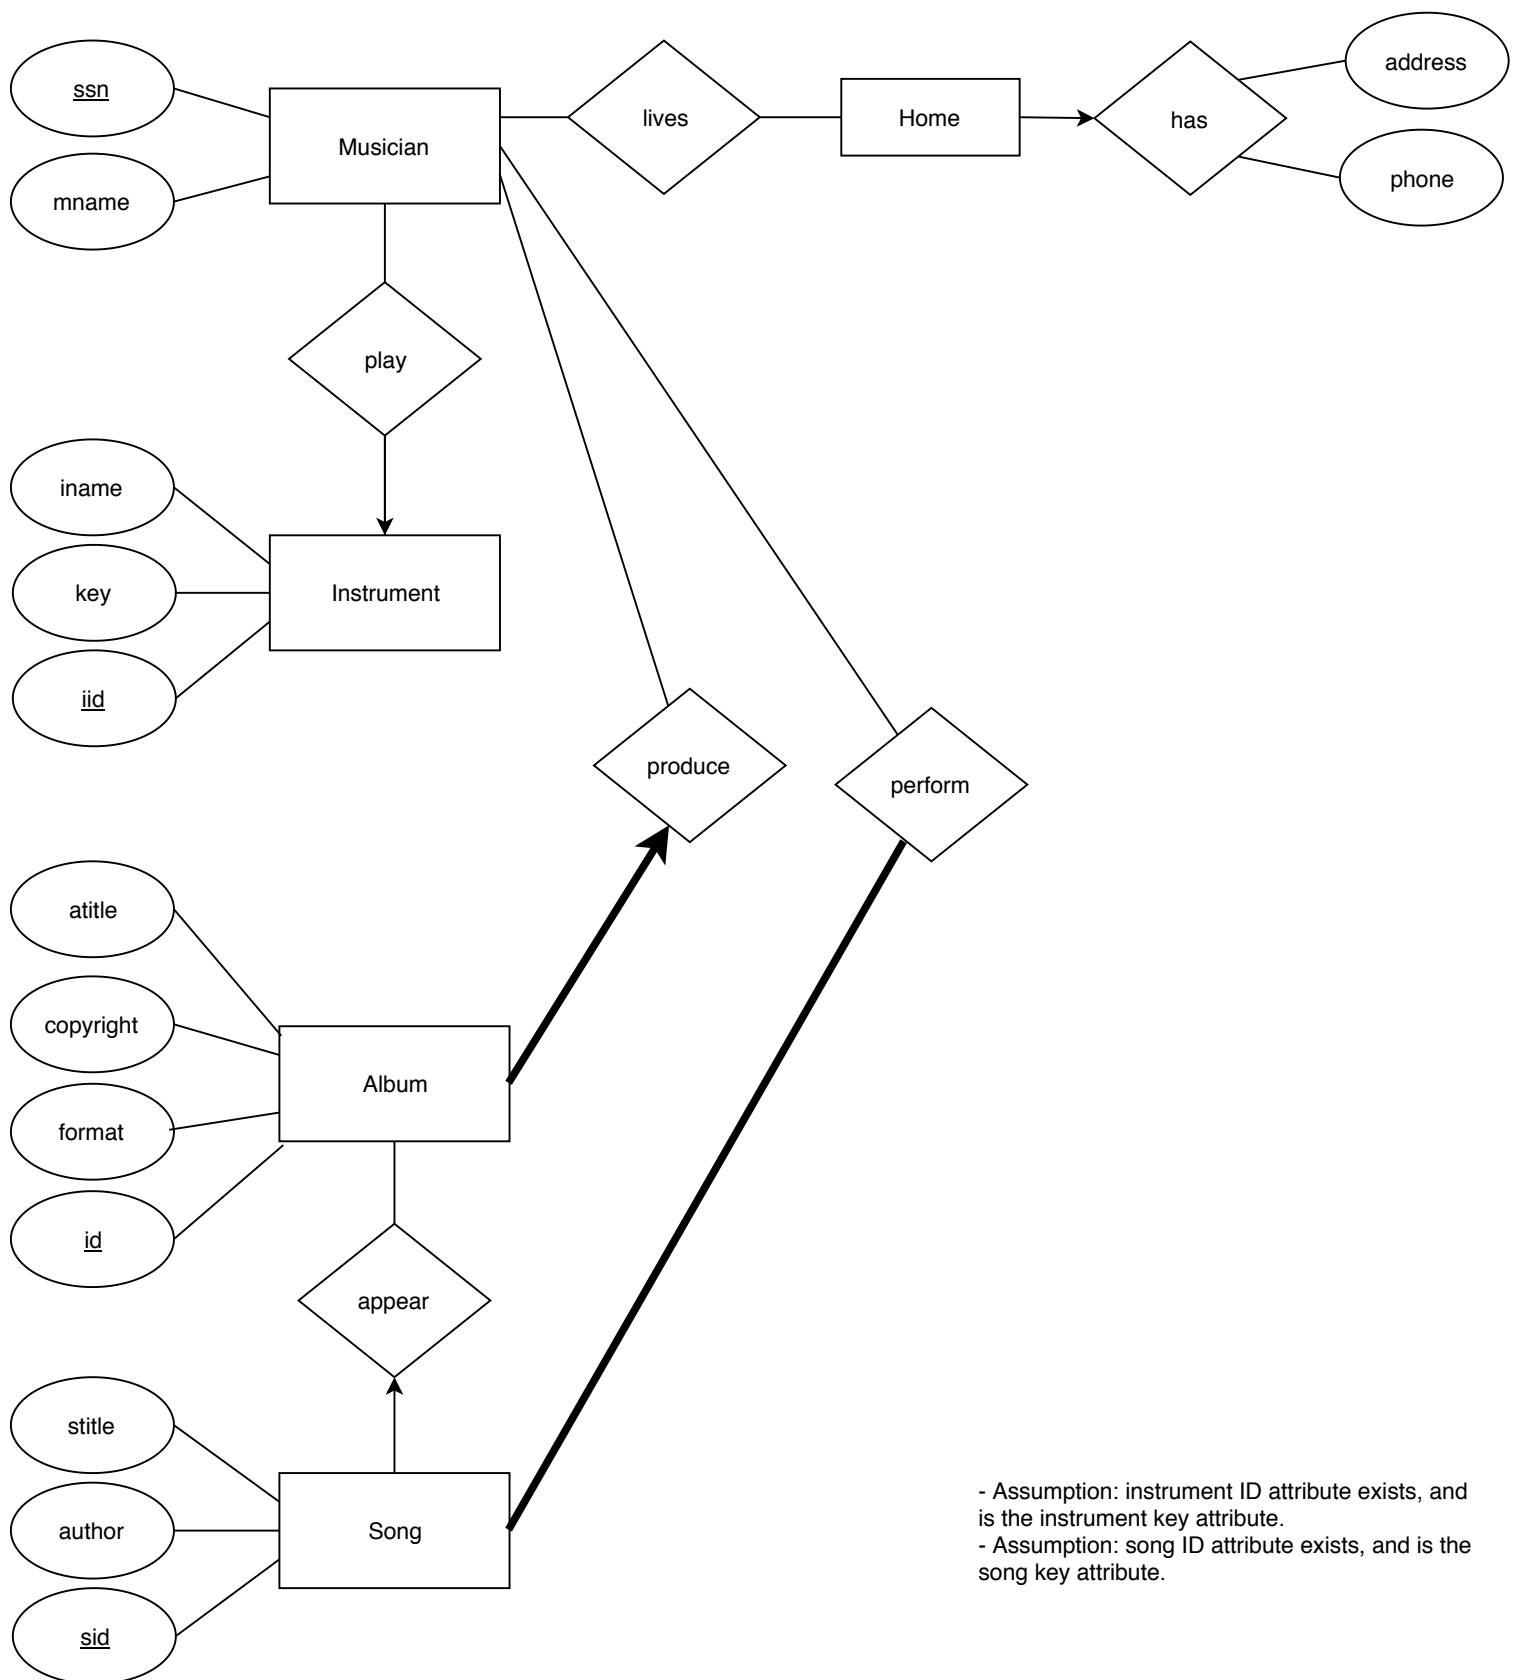 ssn
mname
Musician
lives
Home
has
address
phone
play
iname
key
iid
Instrument
produce
perform
atitle
copyright
format
id
Album
appear
stitle
author
sid
Song
- Assumption: instrument ID attribute exists, and
is the instrument key attribute.
- Assumption: song ID attribute exists, and is the
song key attribute.